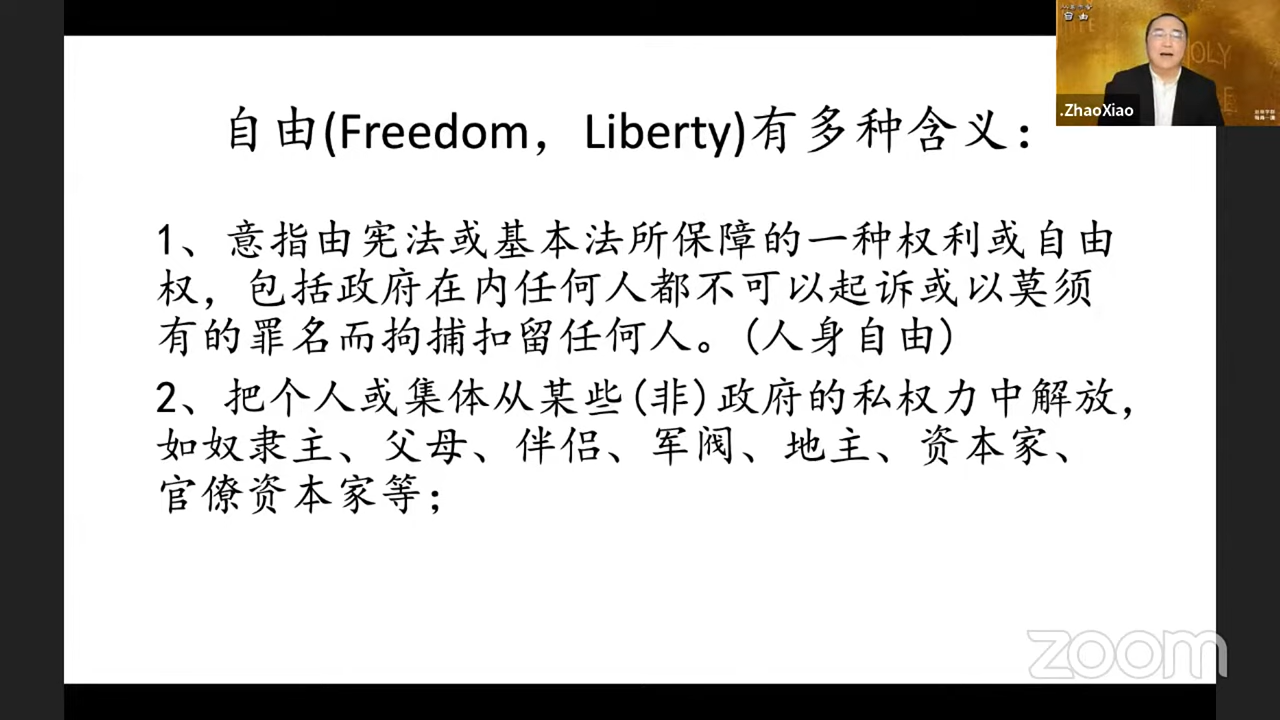 自由(Freedom，Liberty)有多种含义：
1、意指由宪法或基本法所保障的一种权利或自由
权，包括政府在内任何人都不可以起诉或以莫须
有的罪名而拘捕扣留任何人。(人身自由)
2、把个人或集体从某些(非)政府的私权力中解放，
如奴隶主、父母、伴侣、军阀、地主、资本家、
官僚资本家等；
自由
OLY
.ZhaoXiao
zoom